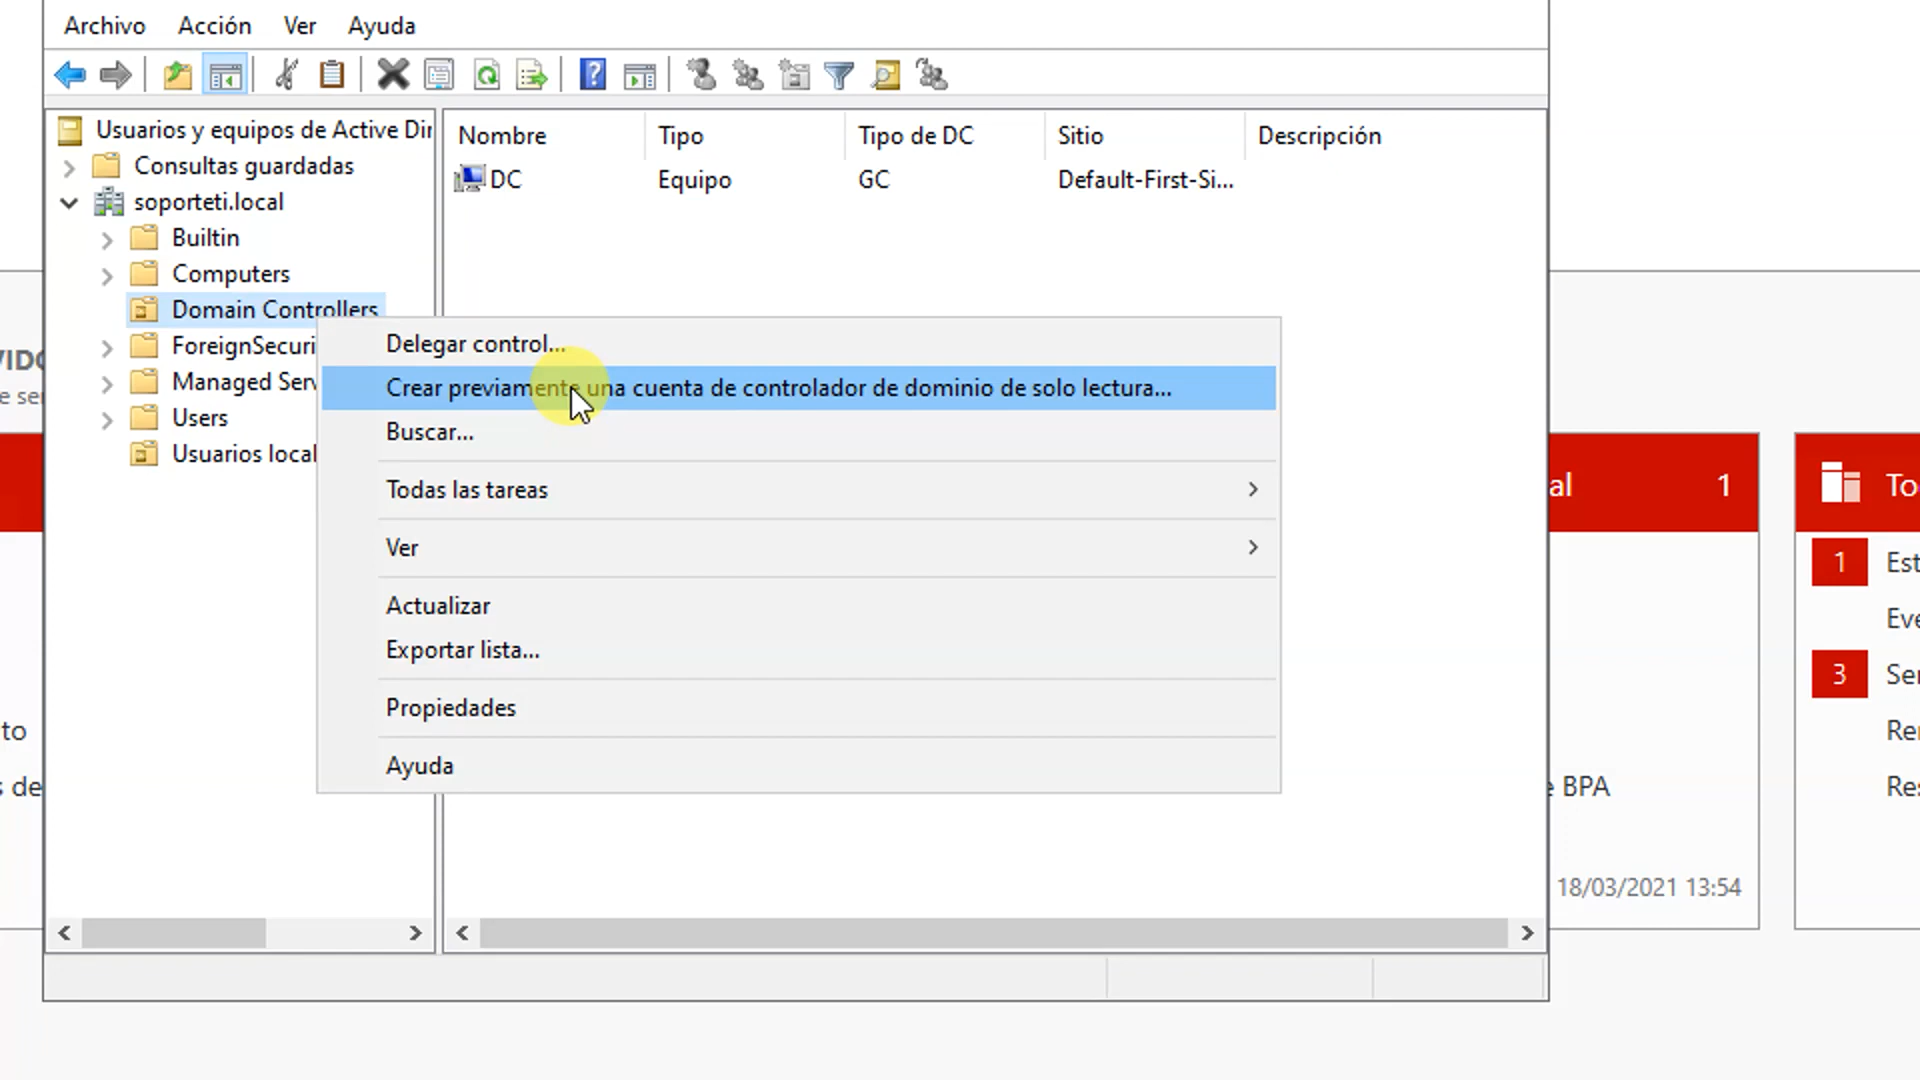 Archivo Acción Ver Ayuda
Usuarios y equipos de Active Dir
Consultas guardadas
soporteti.local
Builtin
Computers
Domain Controllers
ForeignSecuri
Managed Serv
Users
Usuarios local
Nombre Tipo Tipo de DC Sitio Descripción
DC Equipo GC Default-First-Si...
Delegar control...
Crear previamente una cuenta de controlador de dominio de solo lectura...
Buscar...
Todas las tareas
Ver
Actualizar
Exportar lista...
Propiedades
Ayuda
VIDO
e ser
to
s de
al 1
e BPA
18/03/2021 13:54
To
1 Est
Eve
3 Ser
Rer
Res